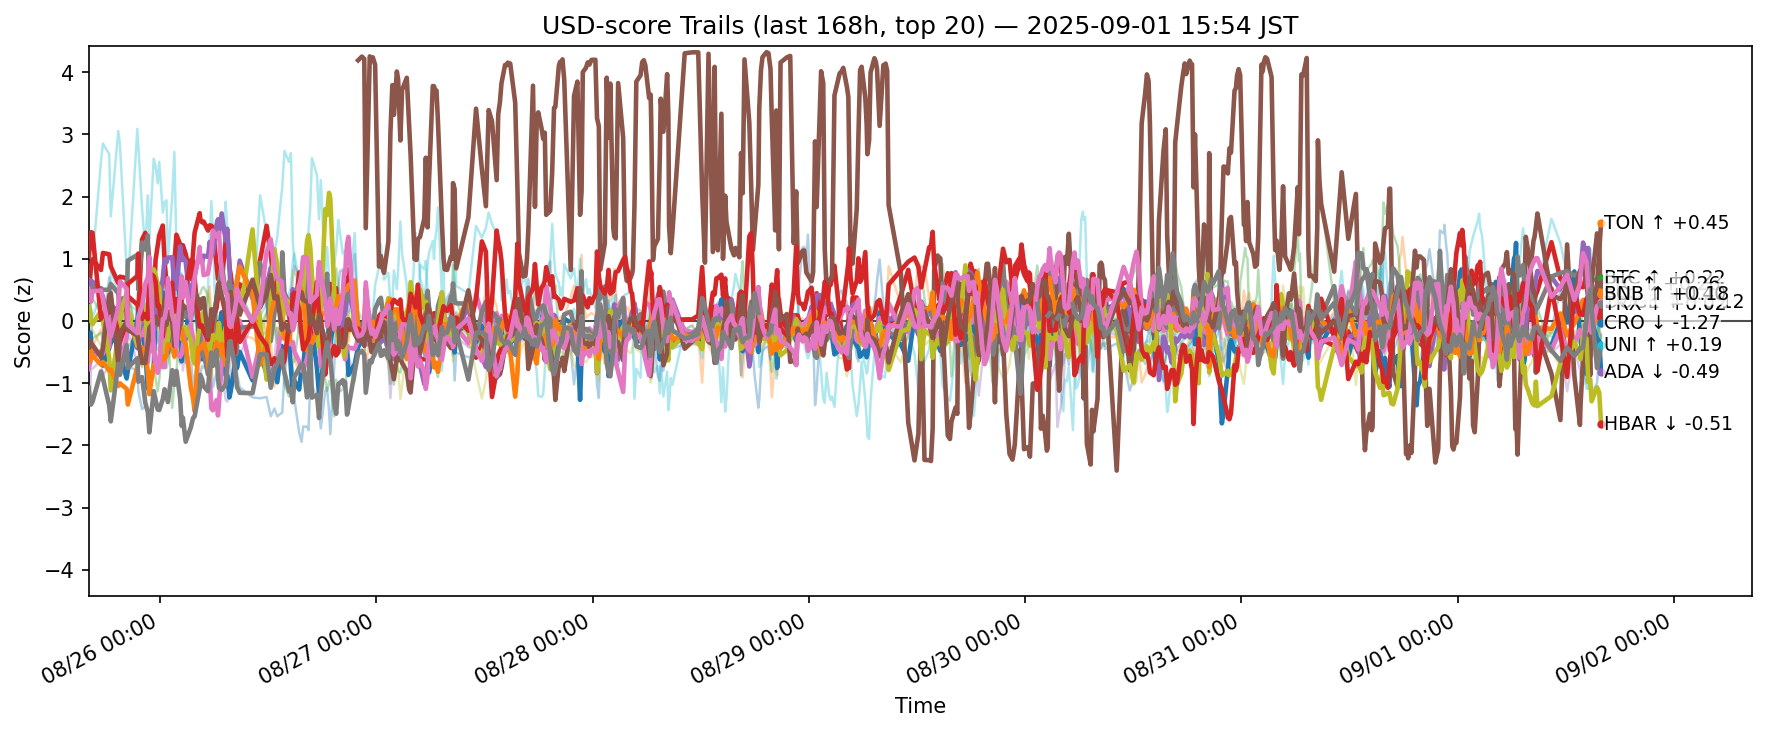 USD-score Trails (last 168h, top 20) — 2025-09-01 15:54 JST
Score (z)
4
3
2
1
0
−1
−2
−3
−4
TON ↑ +0.45
BTC ↑ +0.22
BNB ↑ +0.18
CRO ↓ -1.27
UNI ↑ +0.19
ADA ↓ -0.49
HBAR ↓ -0.51
08/26 00:00
08/27 00:00
08/28 00:00
08/29 00:00
08/30 00:00
08/31 00:00
09/01 00:00
09/02 00:00
Time